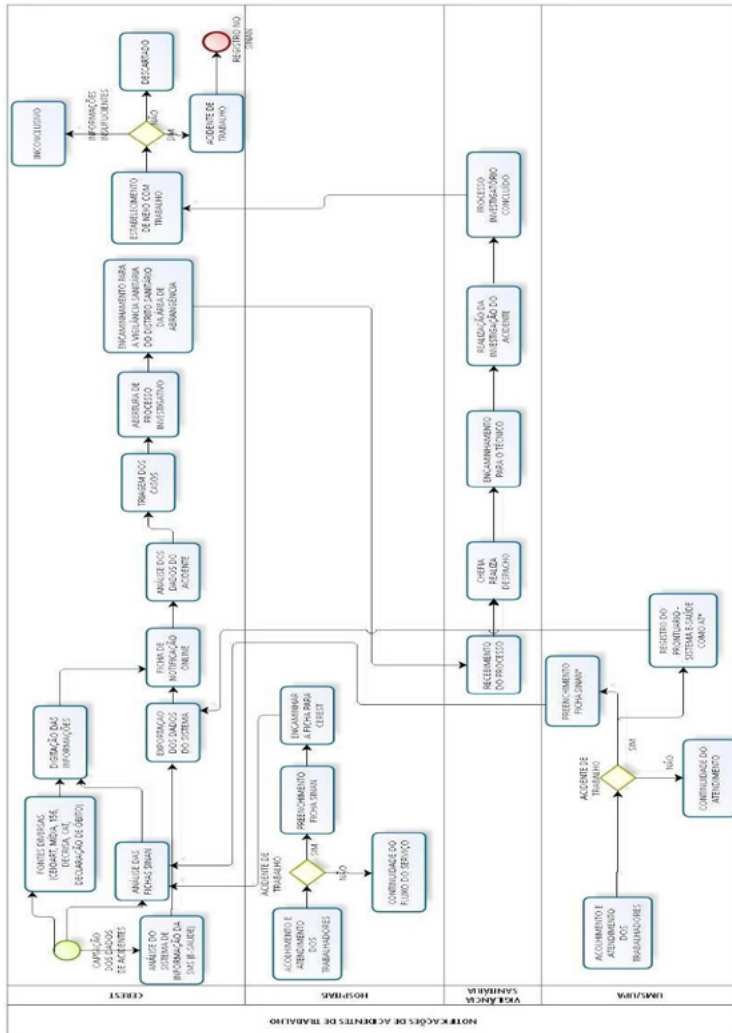 NOTIFICAÇÕES DE ACIDENTES DE TRABALHO
CEREST
CAPTAÇÃO
DOS DADOS
DE ACIDENTES
FONTES DIVERSAS
DECLARAÇÃO DE ÓBITO)
ANÁLISE DAS
FICHAS SINAN
ANÁLISE DO
SISTEMA DE
INFORMAÇÃO DA
SMS (E-SAUDE)
DIGITAÇÃO DAS
INFORMAÇÕES
EXPORTAÇÃO
DOS DADOS
DO SISTEMA
FICHA DE
NOTIFICAÇÃO
ONLINE
ANÁLISE DOS
DADOS DO
ACIDENTE
TRIAGEM DOS
CASOS
ABERTURA DE
PROCESSO
INVESTIGATIVO
ENCAMINHAMENTO PARA
A VIGILÂNCIA SANITÁRIA
DO DISTRITO SANITÁRIO
DA ÁREA DE
ABRANGÊNCIA
ESTABELECIMENTO
DE NEXO COM
TRABALHO
INFORMAÇÕES
INSUFICIENTES
INCONCLUSIVO
NÃO
DESCARTADO
SIM
ACIDENTE DE
TRABALHO
REGISTRO NO
SINAN
HOSPITAIS
ACOLHIMENTO E
ATENDIMENTO
DOS
TRABALHADORES
ACIDENTE DE
TRABALHO
SIM
NÃO
PREENCHIMENTO
FICHA SINAN
CONTINUIDADE DO
FLUXO DO SERVIÇO
ENCAMINHAR
A FICHA PARA
CEREST
VIGILÂNCIA
SANITÁRIA
RECEBIMENTO
DO PROCESSO
CHEFIA
REALIZA
DESPACHO
ENCAMINHAMENTO
PARA O TÉCNICO
REALIZAÇÃO DA
INVESTIGAÇÃO DO
ACIDENTE
PROCESSO
INVESTIGATÓRIO
CONCLUÍDO
UMS/UPA
ACOLHIMENTO E
ATENDIMENTO
DOS
TRABALHADORES
ACIDENTE DE
TRABALHO
SIM
NÃO
PREENCHIMENTO
FICHA SINAN*
CONTINUIDADE DO
ATENDIMENTO
REGISTRO DO
PRONTUARIO -
SISTEMA E-SAÚDE
COMO AT*